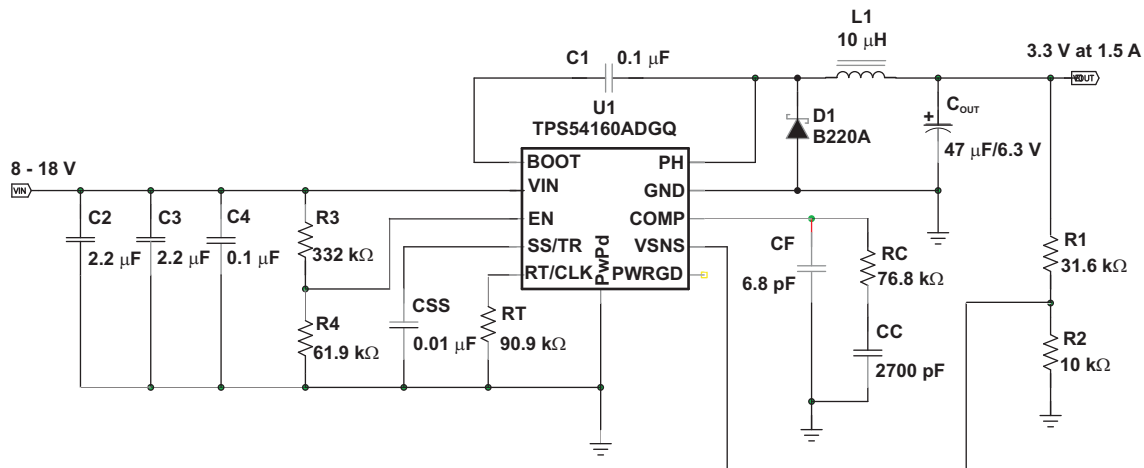 L1
10 μH
3.3 V at 1.5 A
C1
0.1 μF
U1
TPS54160ADGQ
D1
B220A
C_OUT
+
47 μF/6.3 V
8 - 18 V
VIN
BOOT
VIN
EN
SS/TR
RT/CLK
PwPd
PH
GND
COMP
VSNS
PWRGD
C2
2.2 μF
C3
2.2 μF
C4
0.1 μF
R3
332 kΩ
R4
61.9 kΩ
CSS
0.01 μF
RT
90.9 kΩ
CF
6.8 pF
RC
76.8 kΩ
CC
2700 pF
R1
31.6 kΩ
R2
10 kΩ